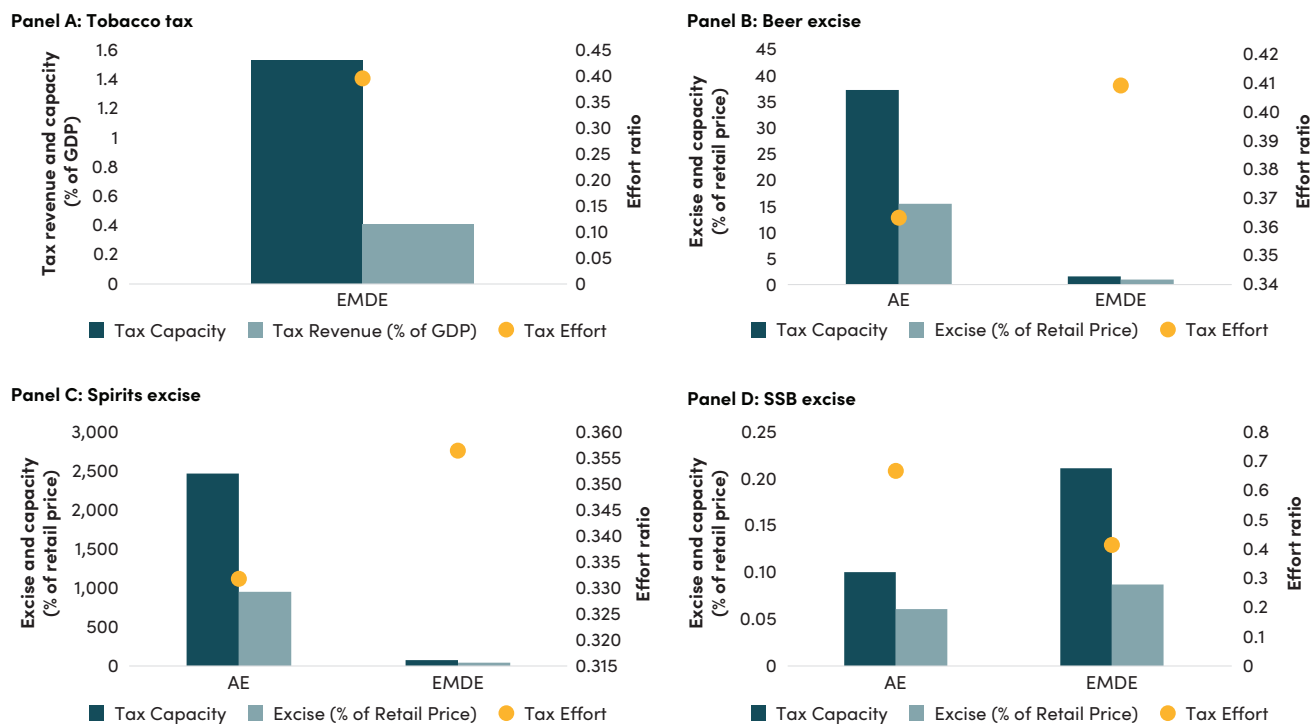 Panel A: Tobacco tax
Tax revenue and capacity
(% of GDP)
1.6
1.4
1.2
1
0.8
0.6
0.4
0.2
0
0.45
0.40
0.35
0.30
0.25
0.20
0.15
0.10
0.05
0
Effort ratio
EMDE
Tax Capacity
Tax Revenue (% of GDP)
Tax Effort
Panel B: Beer excise
Excise and capacity
(% of retail price)
45
40
35
30
25
20
15
10
5
0
0.42
0.41
0.40
0.39
0.38
0.37
0.36
0.35
0.34
Effort ratio
AE
EMDE
Tax Capacity
Excise (% of Retail Price)
Tax Effort
Panel C: Spirits excise
Excise and capacity
(% of retail price)
3,000
2,500
2,000
1,500
1,000
500
0
0.360
0.355
0.350
0.345
0.340
0.335
0.330
0.325
0.320
0.315
Effort ratio
AE
EMDE
Tax Capacity
Excise (% of Retail Price)
Tax Effort
Panel D: SSB excise
Excise and capacity
(% of retail price)
0.25
0.20
0.15
0.10
0.05
0
0.8
0.7
0.6
0.5
0.4
0.3
0.2
0.1
0
Effort ratio
AE
EMDE
Tax Capacity
Excise (% of Retail Price)
Tax Effort